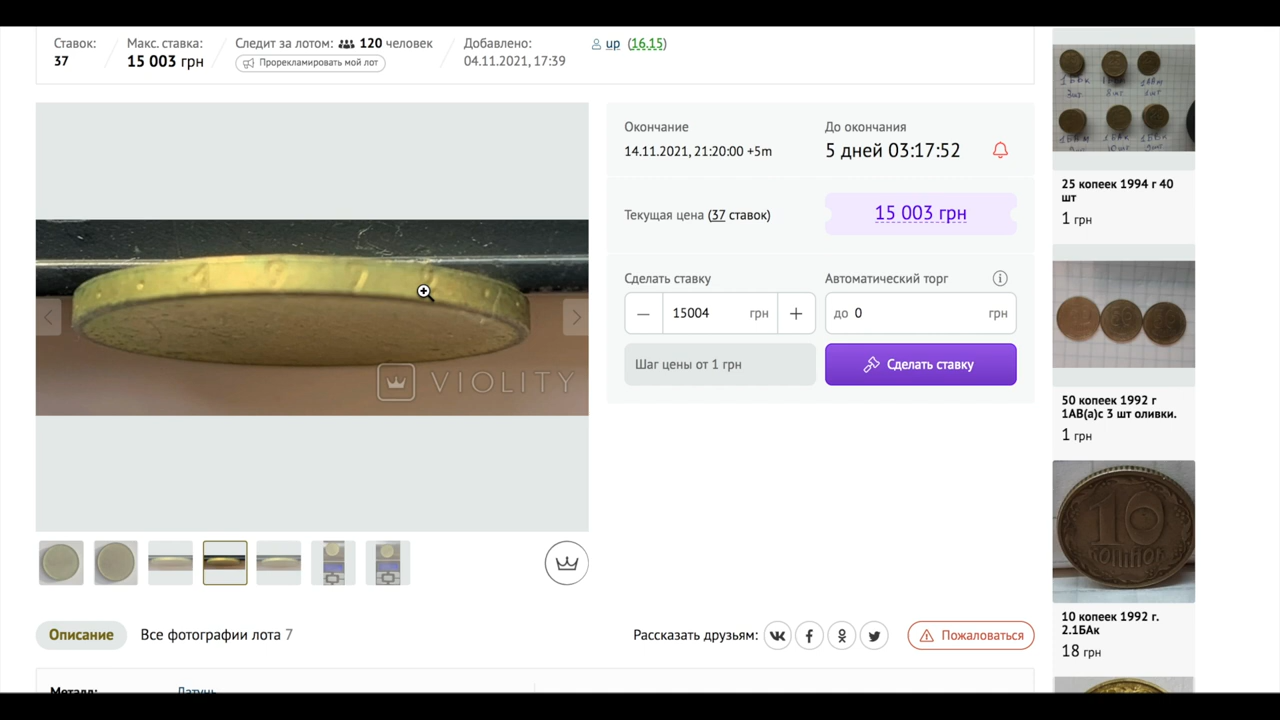 Ставок:
37
Макс. ставка:
15 003 грн
Следит за лотом: 120 человек
Прорекламировать мой лот
Добавлено:
04.11.2021, 17:39
up (16.15)
VIOLITY
Окончание
14.11.2021, 21:20:00 +5m
До окончания
5 дней 03:17:52
Текущая цена (37 ставок)
15 003 грн
Сделать ставку
— 15004 грн +
Автоматический торг
до 0 грн
Шаг цены от 1 грн
Сделать ставку
Описание
Все фотографии лота 7
Рассказать друзьям:
Пожаловаться
Металл:
Латунь
25 копеек 1994 г 40
шт
1 грн
50 копеек 1992 г
1АВ(а)с 3 шт оливки.
1 грн
10
КОПІЙОК
10 копеек 1992 г.
2.1БАк
18 грн